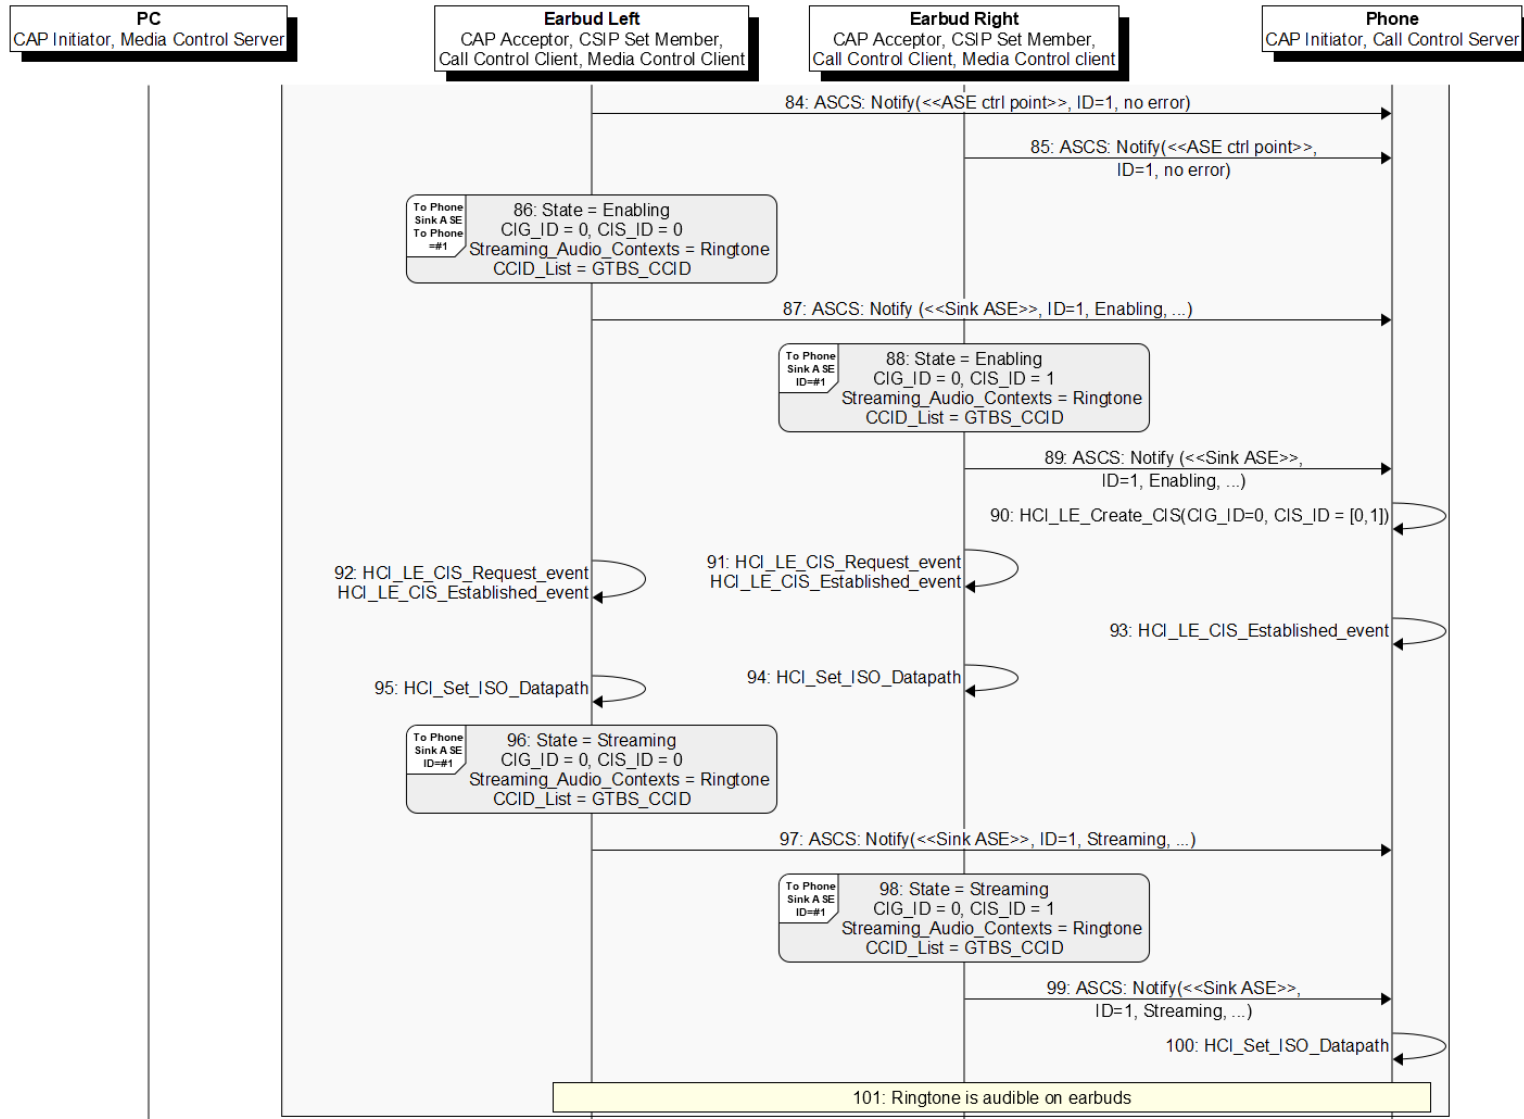 PC
CAP Initiator, Media Control Server
Earbud Left
CAP Acceptor, CSIP Set Member,
Call Control Client, Media Control Client
Earbud Right
CAP Acceptor, CSIP Set Member,
Call Control Client, Media Control client
Phone
CAP Initiator, Call Control Server
84: ASCS: Notify(<<ASE ctrl point>>, ID=1, no error)
85: ASCS: Notify(<<ASE ctrl point>>,
ID=1, no error)
To Phone
Sink ASE
To Phone
=#1
86: State = Enabling
CIG_ID = 0, CIS_ID = 0
Streaming_Audio_Contexts = Ringtone
CCID_List = GTBS_CCID
87: ASCS: Notify (<<Sink ASE>>, ID=1, Enabling, ...)
To Phone
Sink ASE
ID=#1
88: State = Enabling
CIG_ID = 0, CIS_ID = 1
Streaming_Audio_Contexts = Ringtone
CCID_List = GTBS_CCID
89: ASCS: Notify (<<Sink ASE>>,
ID=1, Enabling, ...)
90: HCI_LE_Create_CIS(CIG_ID=0, CIS_ID = [0,1])
91: HCI_LE_CIS_Request_event
HCI_LE_CIS_Established_event
92: HCI_LE_CIS_Request_event
HCI_LE_CIS_Established_event
93: HCI_LE_CIS_Established_event
94: HCI_Set_ISO_Datapath
95: HCI_Set_ISO_Datapath
To Phone
Sink ASE
ID=#1
96: State = Streaming
CIG_ID = 0, CIS_ID = 0
Streaming_Audio_Contexts = Ringtone
CCID_List = GTBS_CCID
97: ASCS: Notify(<<Sink ASE>>, ID=1, Streaming, ...)
To Phone
Sink ASE
ID=#1
98: State = Streaming
CIG_ID = 0, CIS_ID = 1
Streaming_Audio_Contexts = Ringtone
CCID_List = GTBS_CCID
99: ASCS: Notify(<<Sink ASE>>,
ID=1, Streaming, ...)
100: HCI_Set_ISO_Datapath
101: Ringtone is audible on earbuds